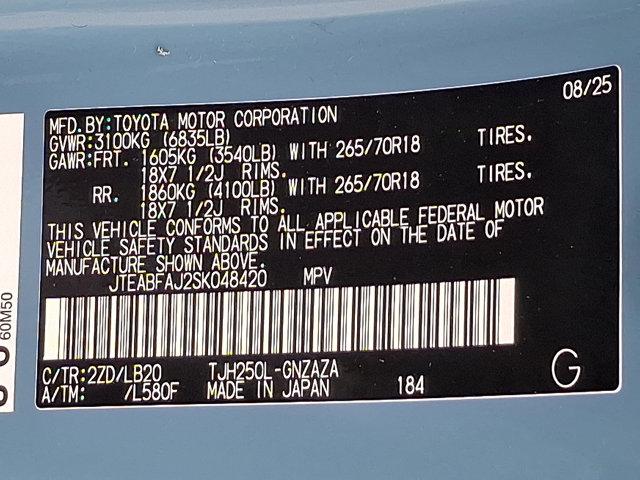 08/25
MFD.BY:TOYOTA MOTOR CORPORATION
GVWR:3100KG (6835LB)
GAWR:FRT. 1605KG (3540LB) WITH 265/70R18 TIRES.
18X7 1/2J RIMS.
RR. 1860KG (4100LB) WITH 265/70R18 TIRES.
18X7 1/2J RIMS.
THIS VEHICLE CONFORMS TO ALL APPLICABLE FEDERAL MOTOR
VEHICLE SAFETY STANDARDS IN EFFECT ON THE DATE OF
MANUFACTURE SHOWN ABOVE.
JTEABFAJ2SK048420 MPV
C/TR:2ZD/LB20 TJH250L-GNZAZA
A/TM: /L580F MADE IN JAPAN 184 G
60M50